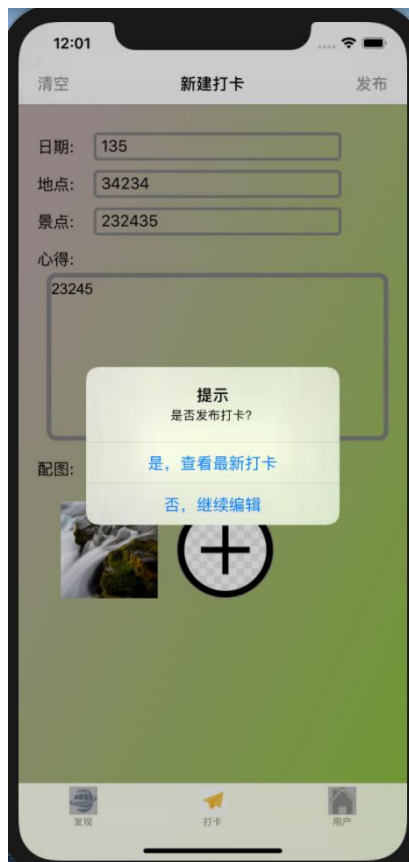 12:01
清空 新建打卡 发布
日期: 135
地点: 34234
景点: 232435
心得:
23245
提示
是否发布打卡?
是，查看最新打卡
否，继续编辑
配图:
发现 打卡 用户